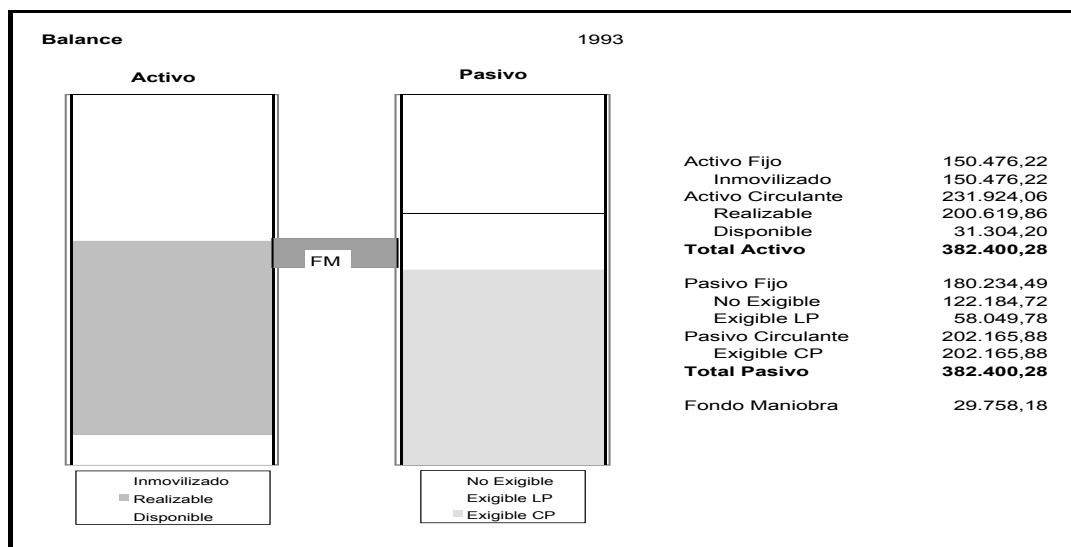 Balance 1993
Activo Pasivo
Activo Fijo 150.476,22
Inmovilizado 150.476,22
Activo Circulante 231.924,06
Realizable 200.619,86
Disponible 31.304,20
Total Activo 382.400,28
FM
Pasivo Fijo 180.234,49
No Exigible 122.184,72
Exigible LP 58.049,78
Pasivo Circulante 202.165,88
Exigible CP 202.165,88
Total Pasivo 382.400,28
Fondo Maniobra 29.758,18
Inmovilizado
Realizable
Disponible
No Exigible
Exigible LP
Exigible CP